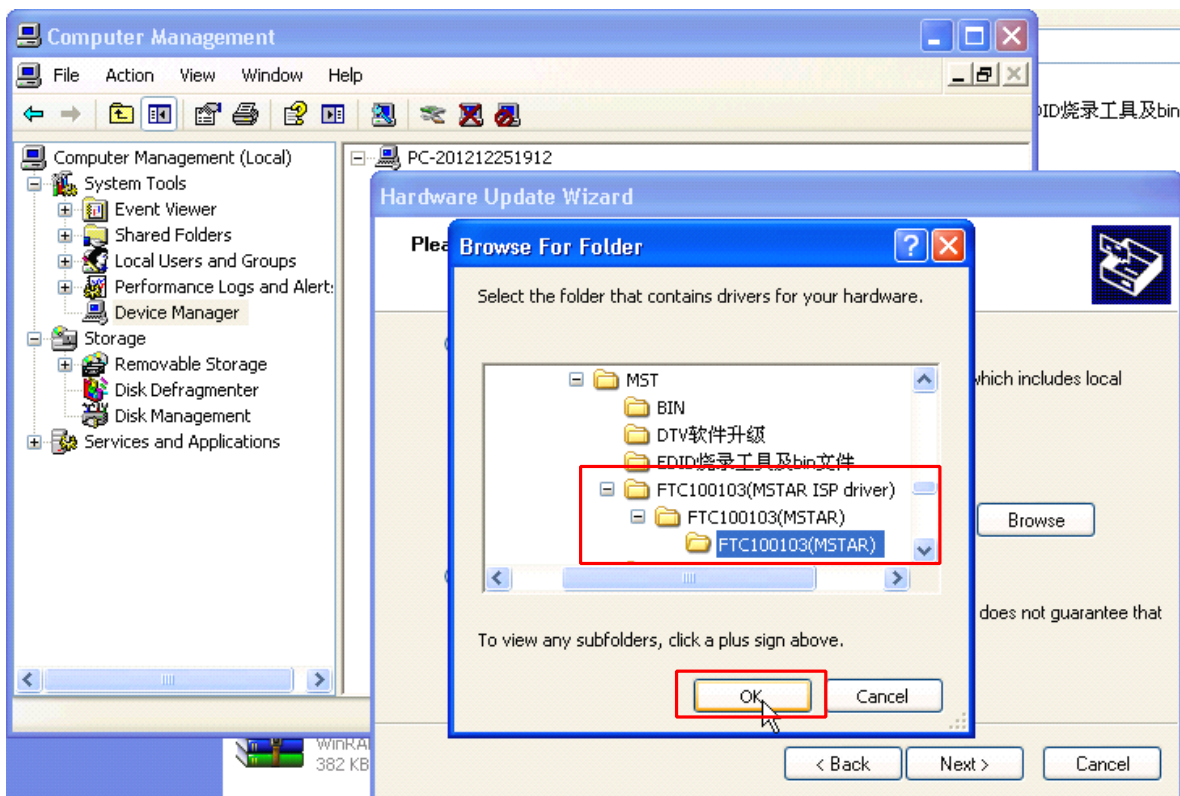 Computer Management
File Action View Window Help
ID烧录工具及bin
Computer Management (Local)
System Tools
Event Viewer
Shared Folders
Local Users and Groups
Performance Logs and Alert
Device Manager
Storage
Removable Storage
Disk Defragmenter
Disk Management
Services and Applications
PC-201212251912
Hardware Update Wizard
Plea
Browse For Folder
Select the folder that contains drivers for your hardware.
MST
BIN
DTV软件升级
EDID烧录工具及bin文件
FTC100103(MSTAR ISP driver)
FTC100103(MSTAR)
FTC100103(MSTAR)
which includes local
Browse
does not guarantee that
To view any subfolders, click a plus sign above.
OK Cancel
WinRA
382 KB
< Back Next > Cancel